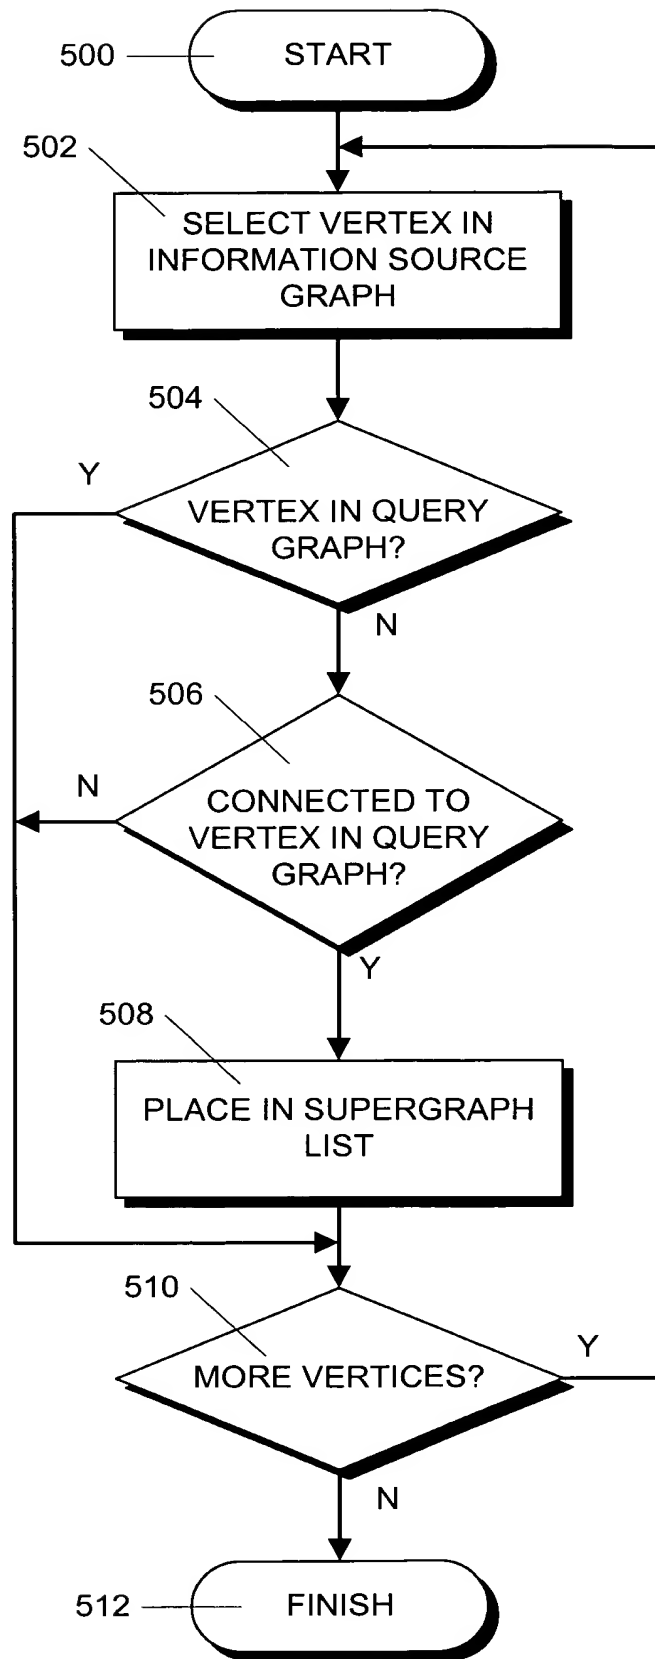 500
START
502
SELECT VERTEX IN
INFORMATION SOURCE
GRAPH
504
Y
VERTEX IN QUERY
GRAPH?
N
506
N
CONNECTED TO
VERTEX IN QUERY
GRAPH?
Y
508
PLACE IN SUPERGRAPH
LIST
510
Y
MORE VERTICES?
N
512
FINISH